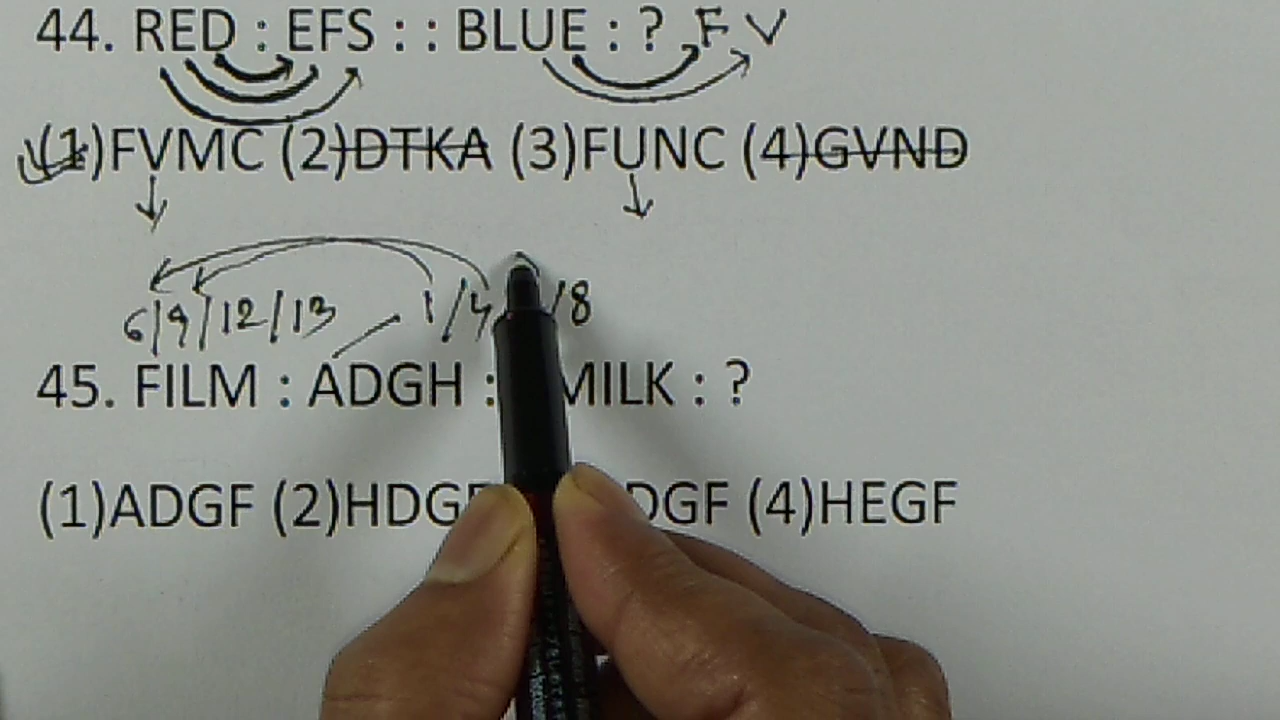 44. RED : EFS : : BLUE : ? F V
(1)FVMC (2)DTKA (3)FUNC (4)GVND
6/9/12/13 1/4 /8
45. FILM : ADGH : MILK : ?
(1)ADGF (2)HDG DGF (4)HEGF